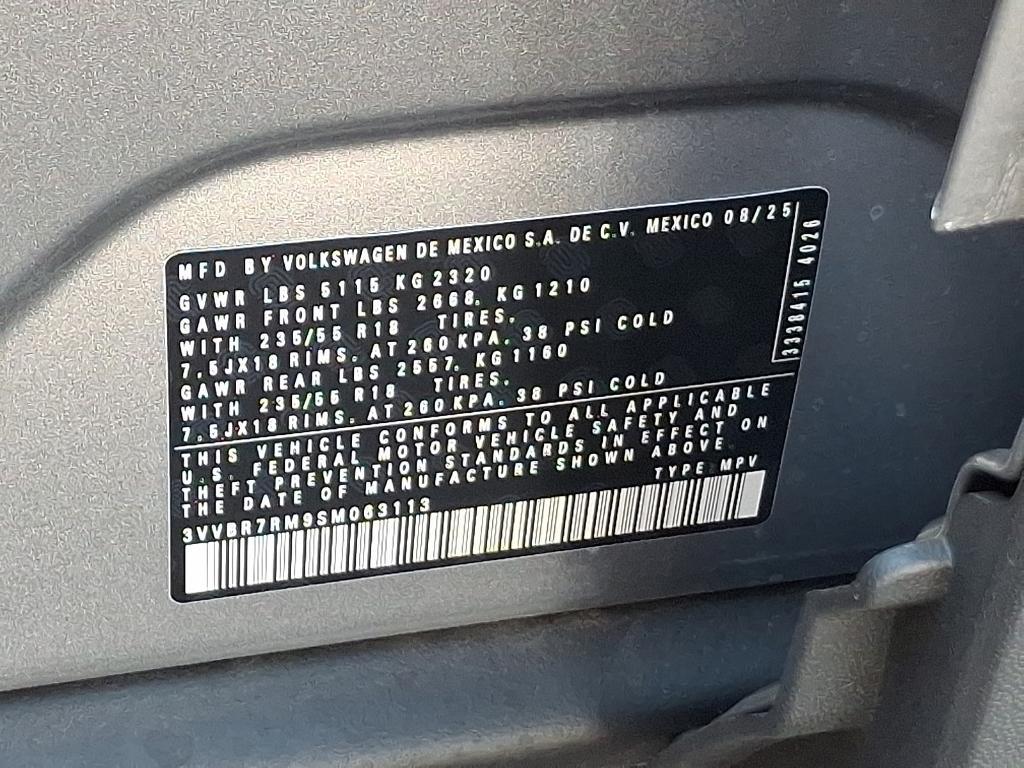 MFD BY VOLKSWAGEN DE MEXICO S.A. DE C.V. MEXICO 08/25
GVWR LBS 5115 KG 2320
GAWR FRONT LBS 2668. KG 1210
WITH 235/55 R18 TIRES.
7.5JX18 RIMS. AT 260 KPA. 38 PSI COLD
GAWR REAR LBS 2557. KG 1160
WITH 235/55 R18 TIRES.
7.5JX18 RIMS. AT 260 KPA. 38 PSI COLD
THIS VEHICLE CONFORMS TO ALL APPLICABLE
U.S. FEDERAL MOTOR VEHICLE SAFETY AND
THEFT PREVENTION STANDARDS IN EFFECT ON
THE DATE OF MANUFACTURE SHOWN ABOVE.
TYPE MPV
3VVBR7RM9SM063113
3338415 4026